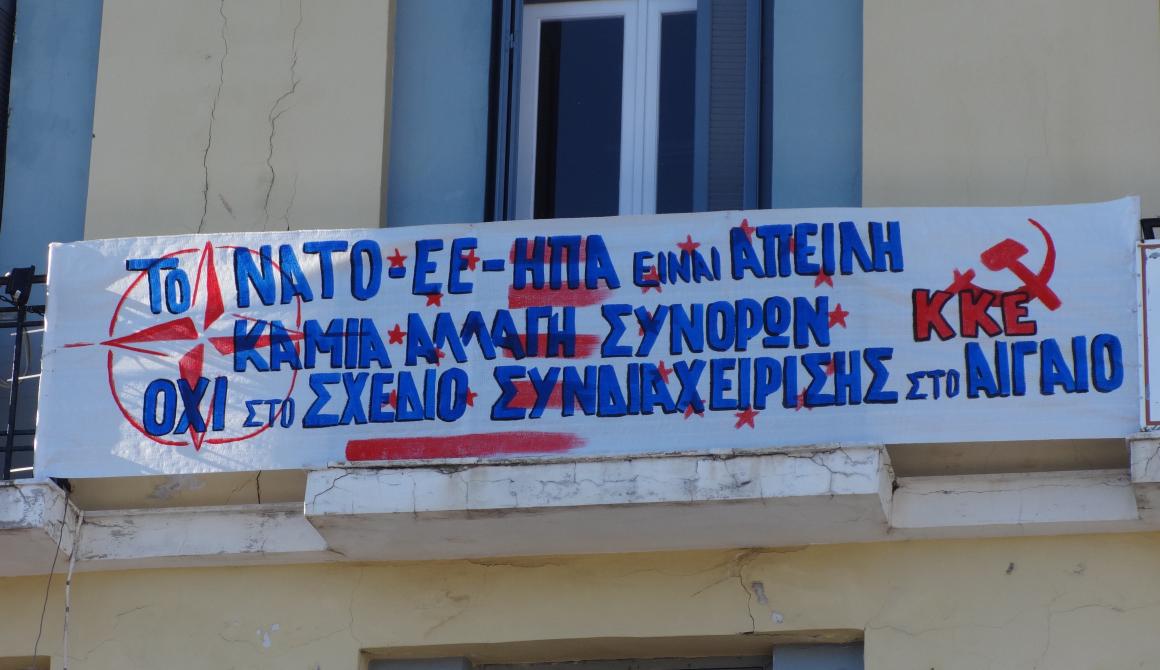 Το ΝΑΤΟ-ΕΕ-ΗΠΑ ΕΙΝΑΙ ΑΠΕΙΛΗ
ΚΑΜΙΑ ΑΛΛΑΓΗ ΣΥΝΟΡΩΝ
ΟΧΙ ΣΤΟ ΣΧΕΔΙΟ ΣΥΝΔΙΑΧΕΙΡΙΣΗΣ ΣΤΟ ΑΙΓΑΙΟ
ΚΚΕ